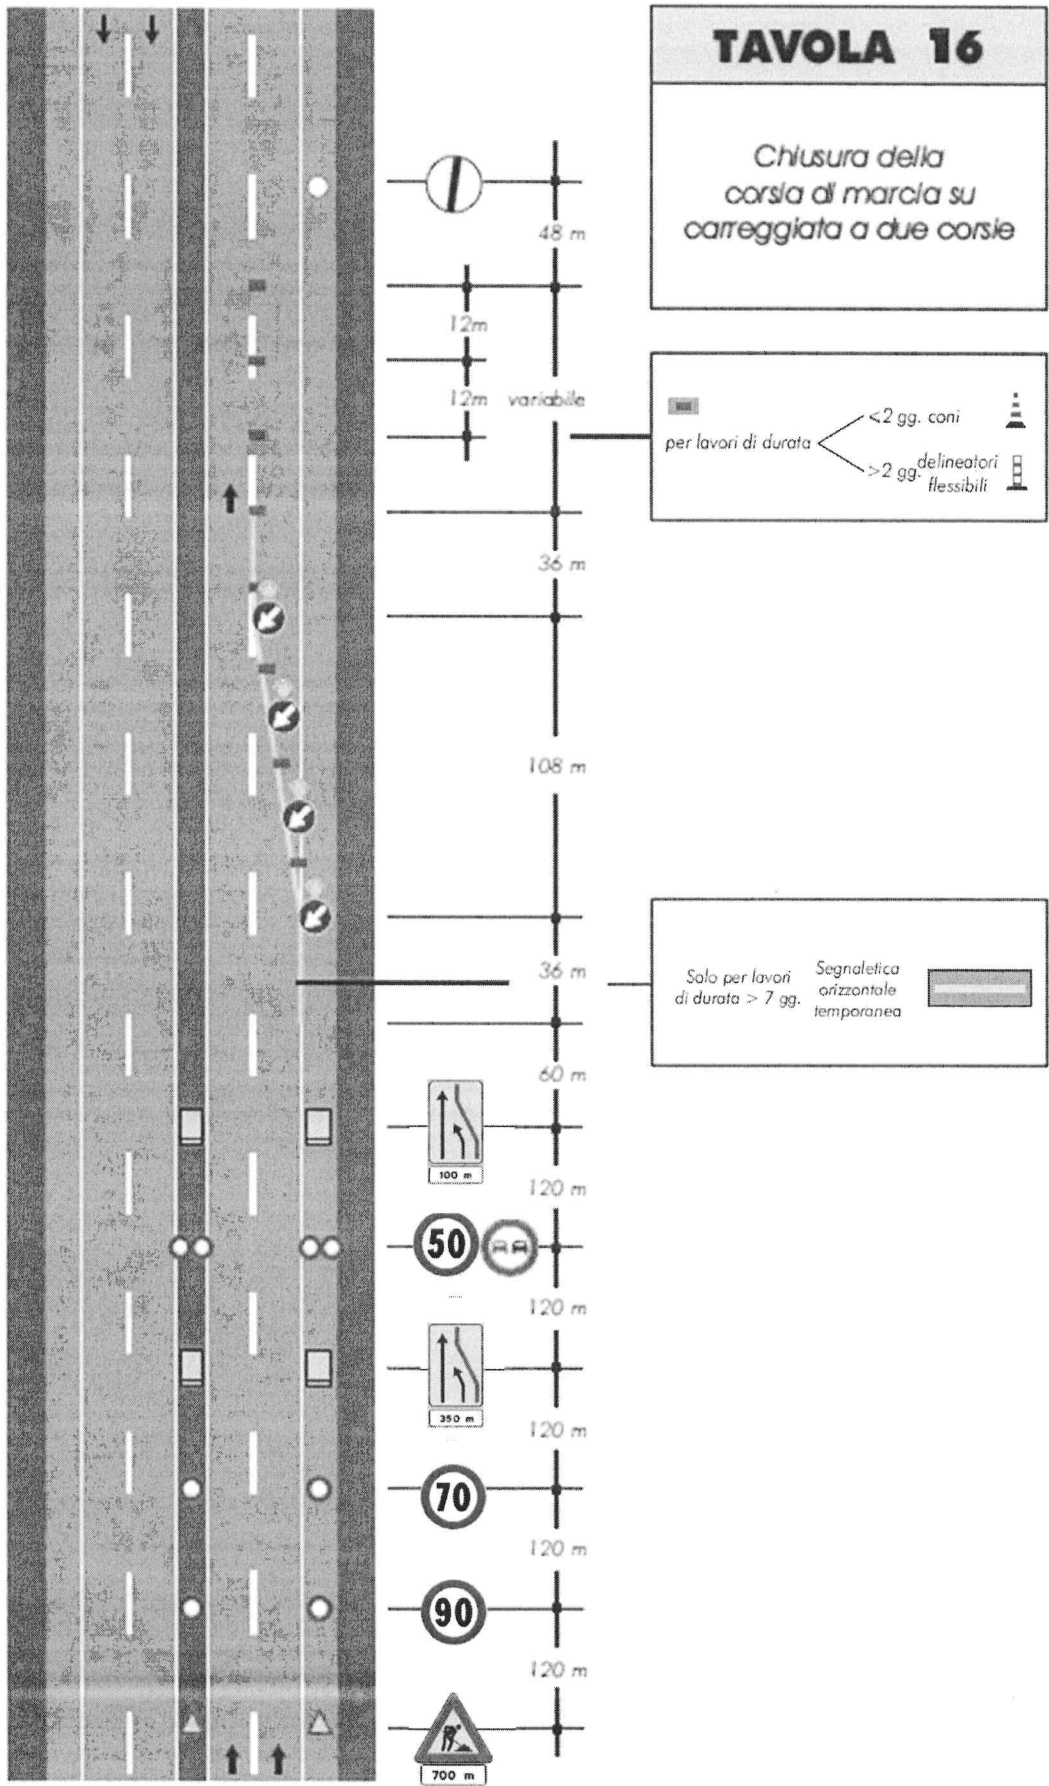 TAVOLA 16
Chiusura della
corsia di marcia su
carreggiata a due corsie
48 m
12m
12m variabile
per lavori di durata
<2 gg. coni
>2 gg. delineatori
flessibili
36 m
108 m
36 m
Solo per lavori
di durata > 7 gg.
Segnaletica
orizzontale
temporanea
60 m
100 m
120 m
50
120 m
350 m
120 m
70
120 m
90
120 m
700 m